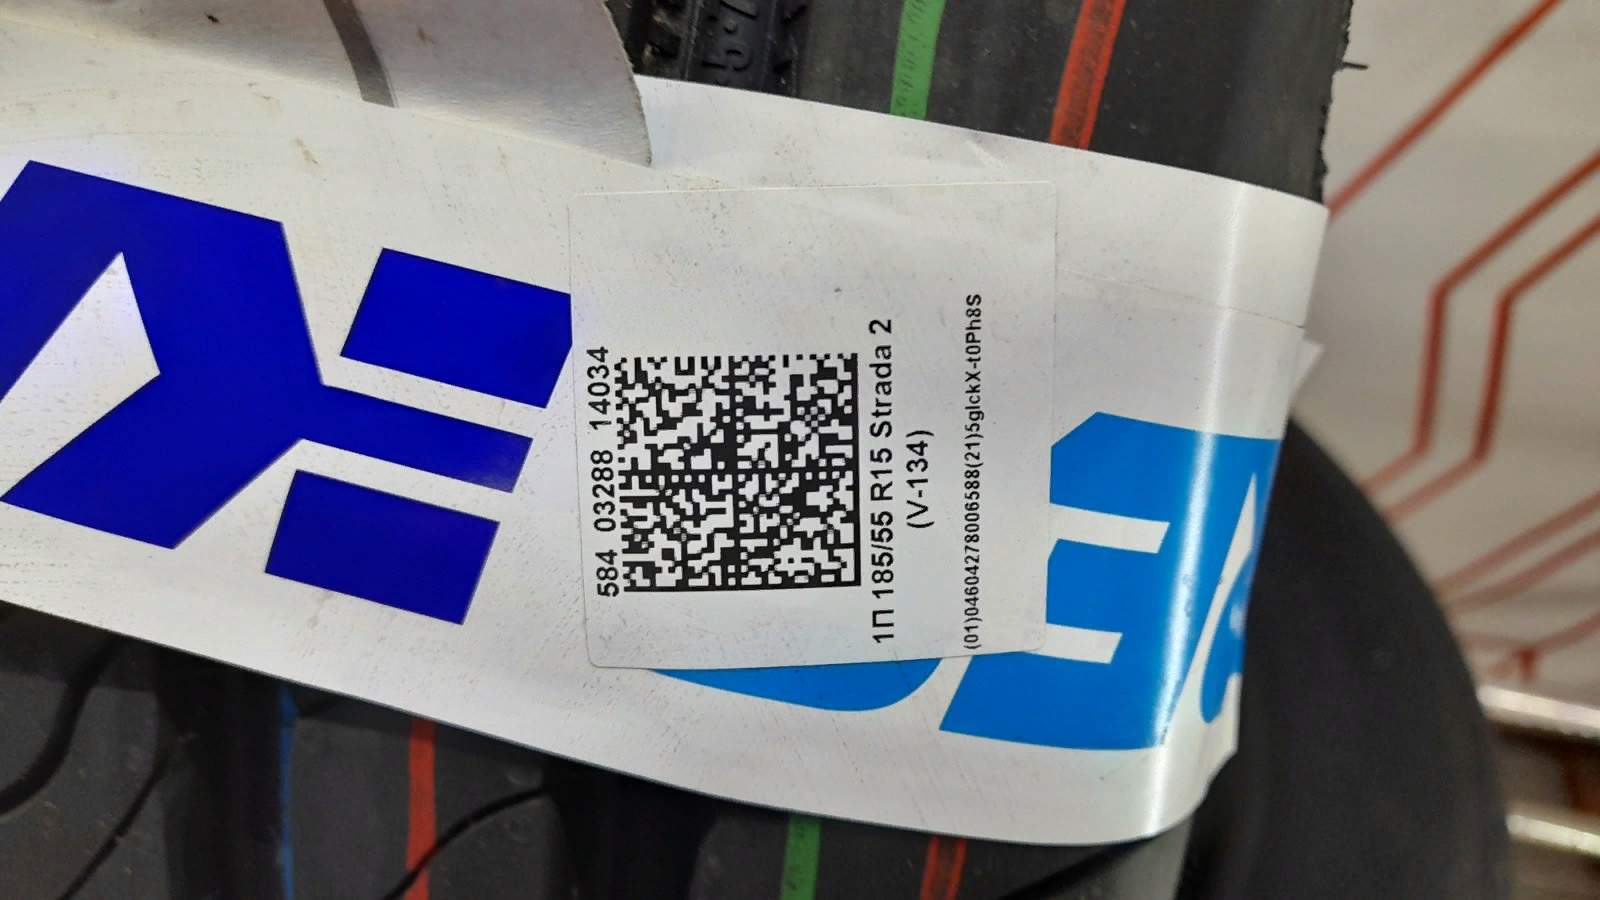 584 03288 14034
1П 185/55 R15 Strada 2
(V-134)
(01)04604278006588(21)5glckX-t0Ph8S